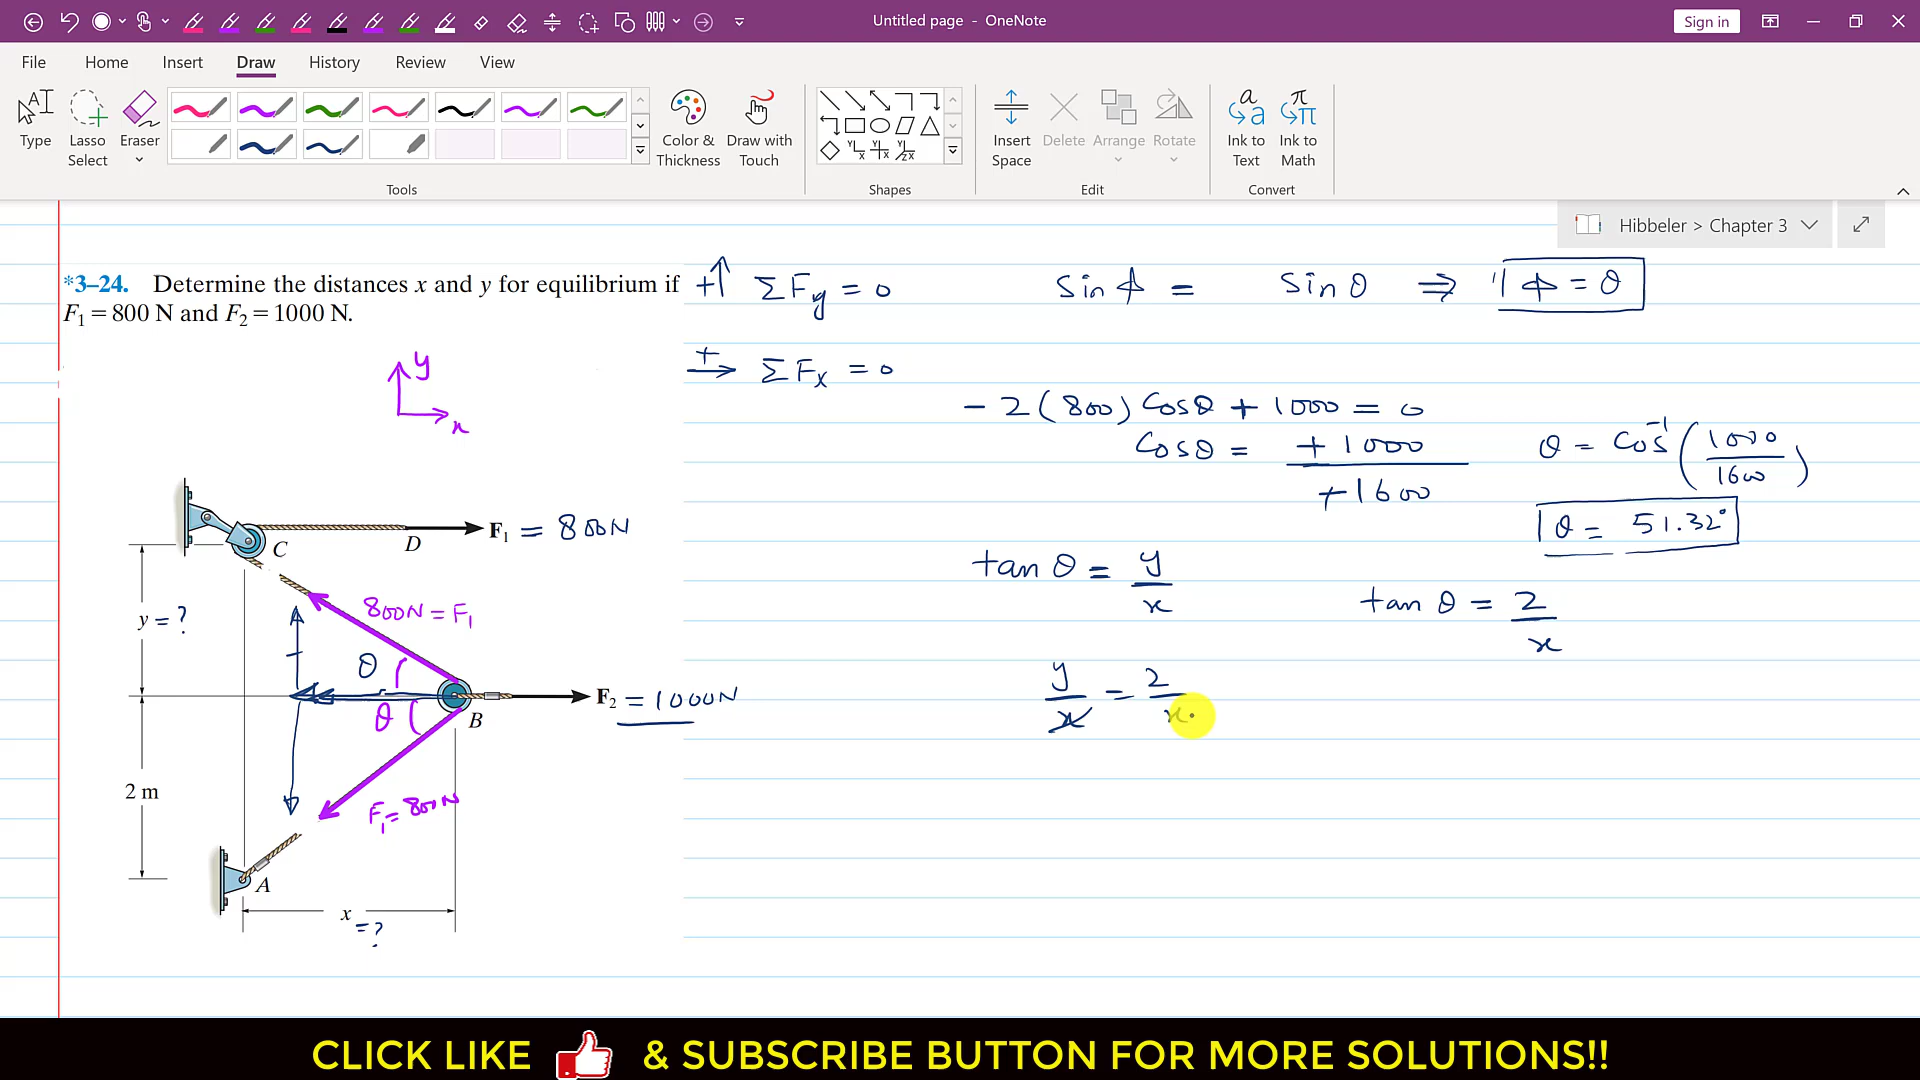 Untitled page - OneNote
Sign in
File Home Insert Draw History Review View
Type
Lasso Select
Eraser
Color & Thickness
Draw with Touch
Insert Space
Delete
Arrange
Rotate
Ink to Text
Ink to Math
Tools
Shapes
Edit
Convert
Hibbeler > Chapter 3
*3–24. Determine the distances x and y for equilibrium if
F₁ = 800 N and F₂ = 1000 N.
y
x
C
D
F₁ = 800N
y = ?
800N = F₁
θ
θ
B
F₂ = 1000N
2 m
F₁ = 800N
A
x
= ?
+↑ ΣFy = 0
Sin ϕ = Sin θ ⇒ ϕ = θ
+→ ΣFx = 0
- 2(800) Cosθ + 1000 = 0
Cosθ = +1000 / +1600
θ = Cos⁻¹ (1000 / 1600)
θ = 51.32°
tan θ = y / x
tan θ = 2 / x
y / x = 2 / x
CLICK LIKE & SUBSCRIBE BUTTON FOR MORE SOLUTIONS!!